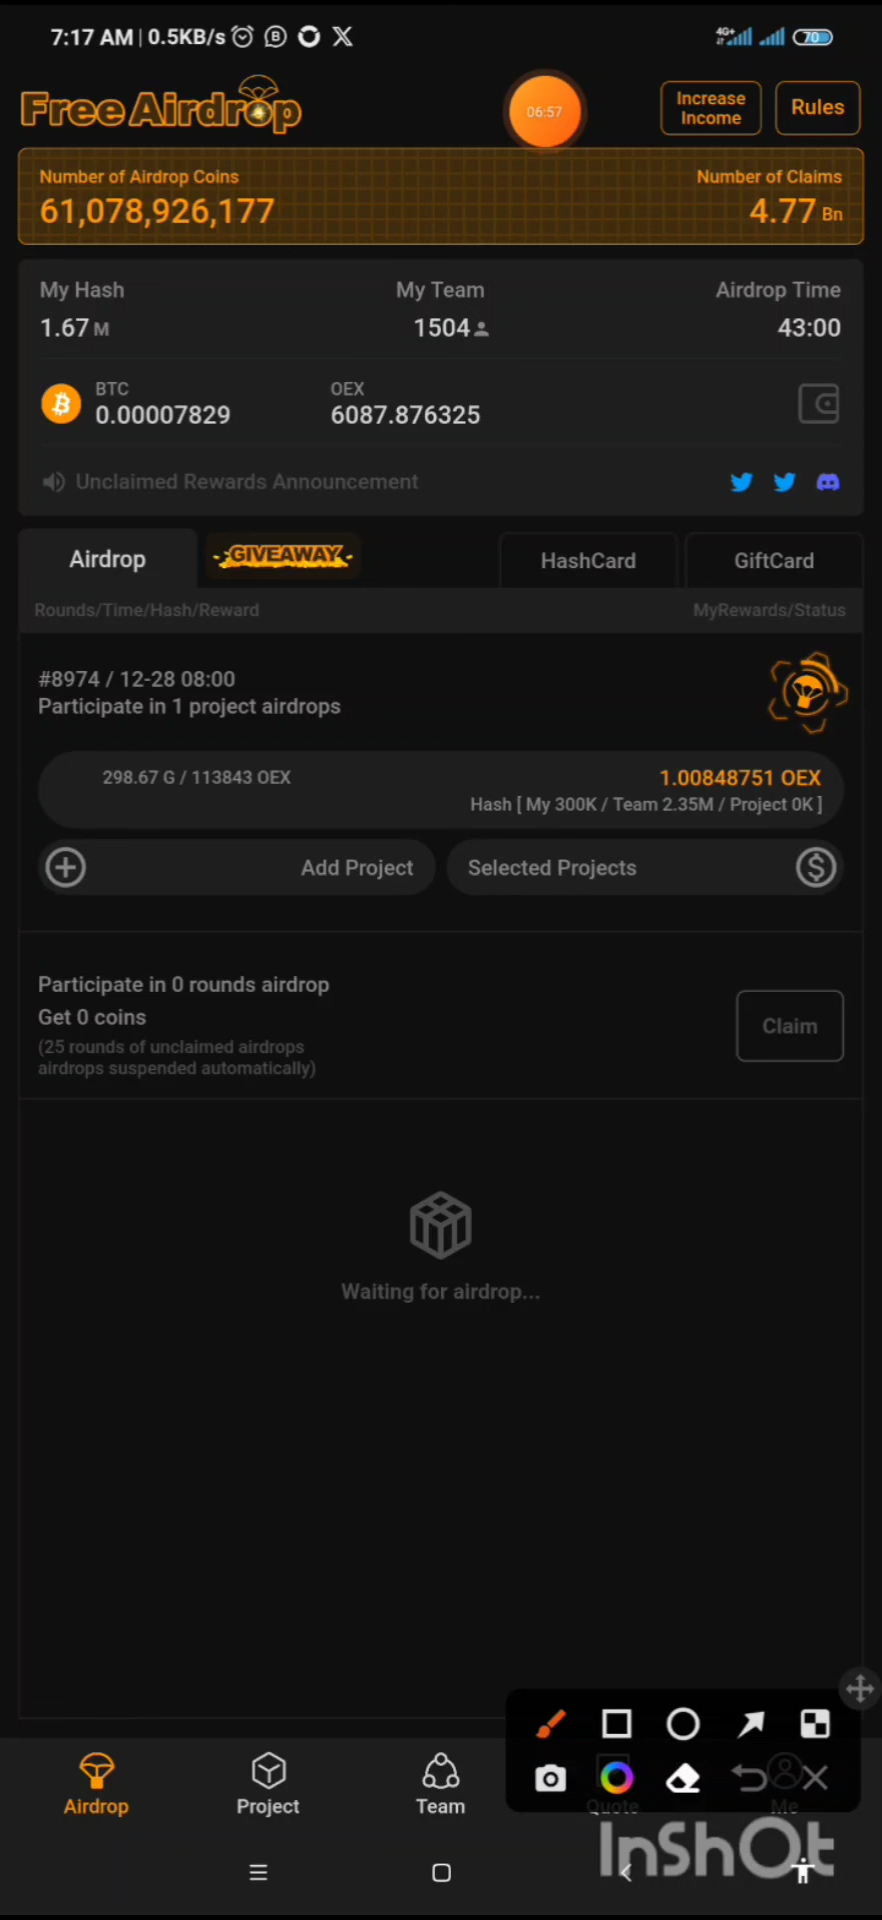 7:17 AM | 0.5KB/s
4G+
70
Free Airdrop
06:57
Increase
Income
Rules
Number of Airdrop Coins
Number of Claims
61,078,926,177
4.77 Bn
My Hash
My Team
Airdrop Time
1.67 M
1504
43:00
BTC
OEX
0.00007829
6087.876325
Unclaimed Rewards Announcement
Airdrop
GIVEAWAY
HashCard
GiftCard
Rounds/Time/Hash/Reward
MyRewards/Status
#8974 / 12-28 08:00
Participate in 1 project airdrops
298.67 G / 113843 OEX
1.00848751 OEX
Hash [ My 300K / Team 2.35M / Project 0K ]
Add Project
Selected Projects
Participate in 0 rounds airdrop
Get 0 coins
(25 rounds of unclaimed airdrops
airdrops suspended automatically)
Claim
Waiting for airdrop...
Airdrop
Project
Team
Quote
Me
InShOt